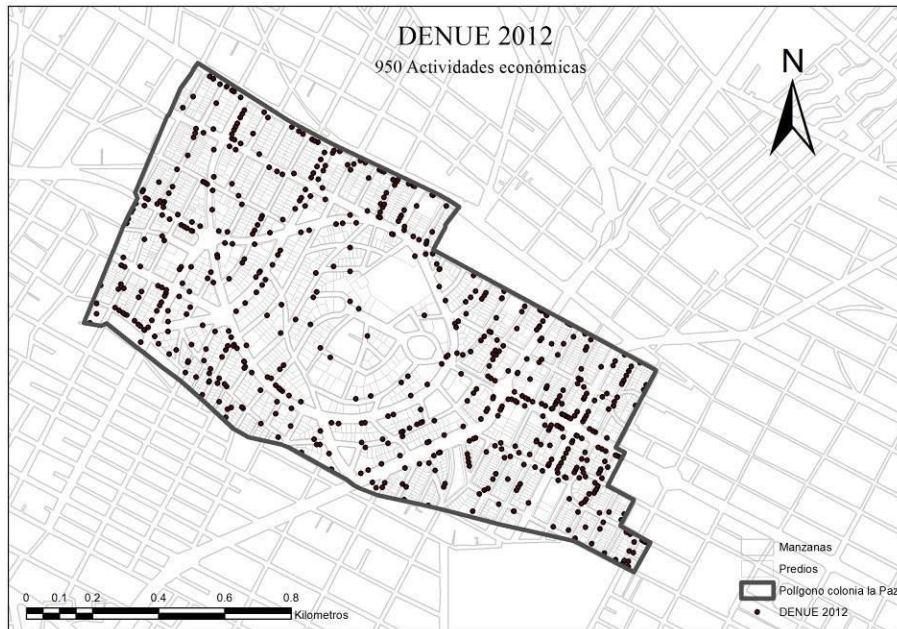 DENUE 2012
950 Actividades económicas
N
Manzanas
Predios
Polígono colonia la Paz
DENUE 2012
0 0.1 0.2 0.4 0.6 0.8
Kilometros